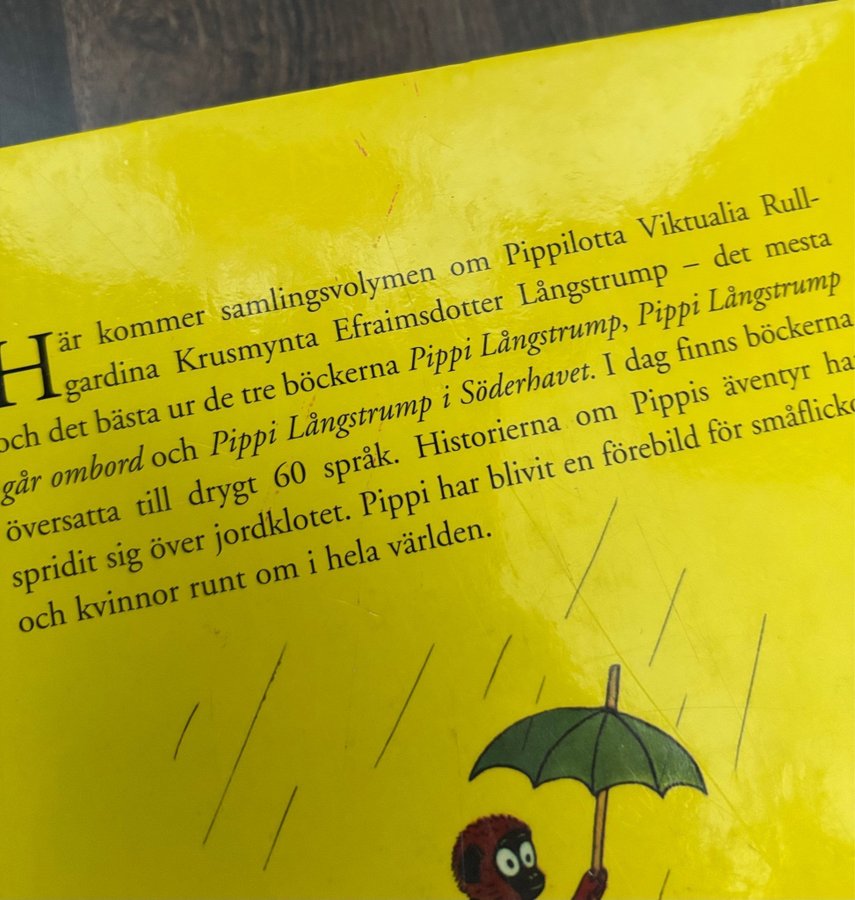 Här kommer samlingsvolymen om Pippilotta Viktualia Rull-
gardina Krusmynta Efraimsdotter Långstrump – det mesta
och det bästa ur de tre böckerna Pippi Långstrump, Pippi Långstrump
går ombord och Pippi Långstrump i Söderhavet. I dag finns böckerna
översatta till drygt 60 språk. Historierna om Pippis äventyr har
spridit sig över jordklotet. Pippi har blivit en förebild för
och kvinnor runt om i hela världen.